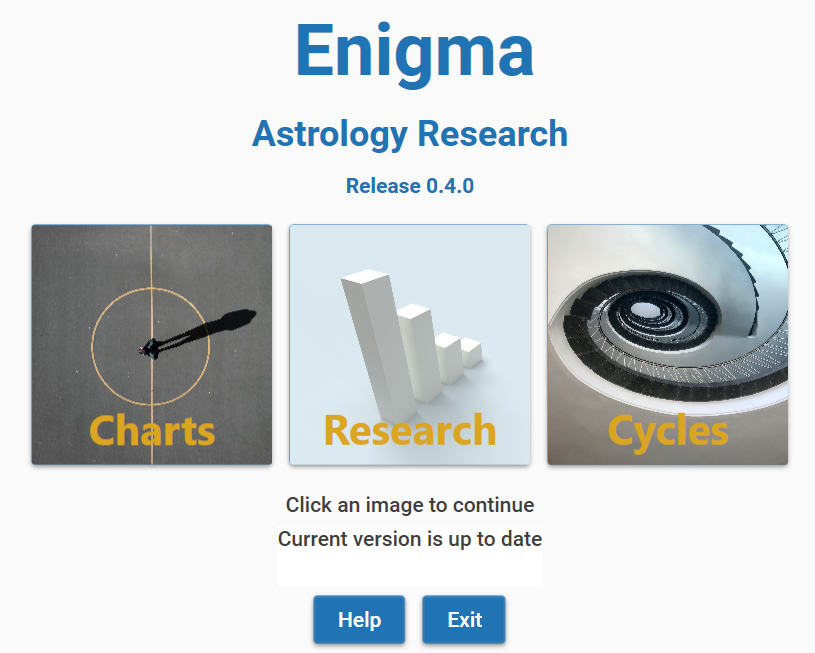 Enigma
Astrology Research
Release 0.4.0
Charts
Research
Cycles
Click an image to continue
Current version is up to date
Help
Exit